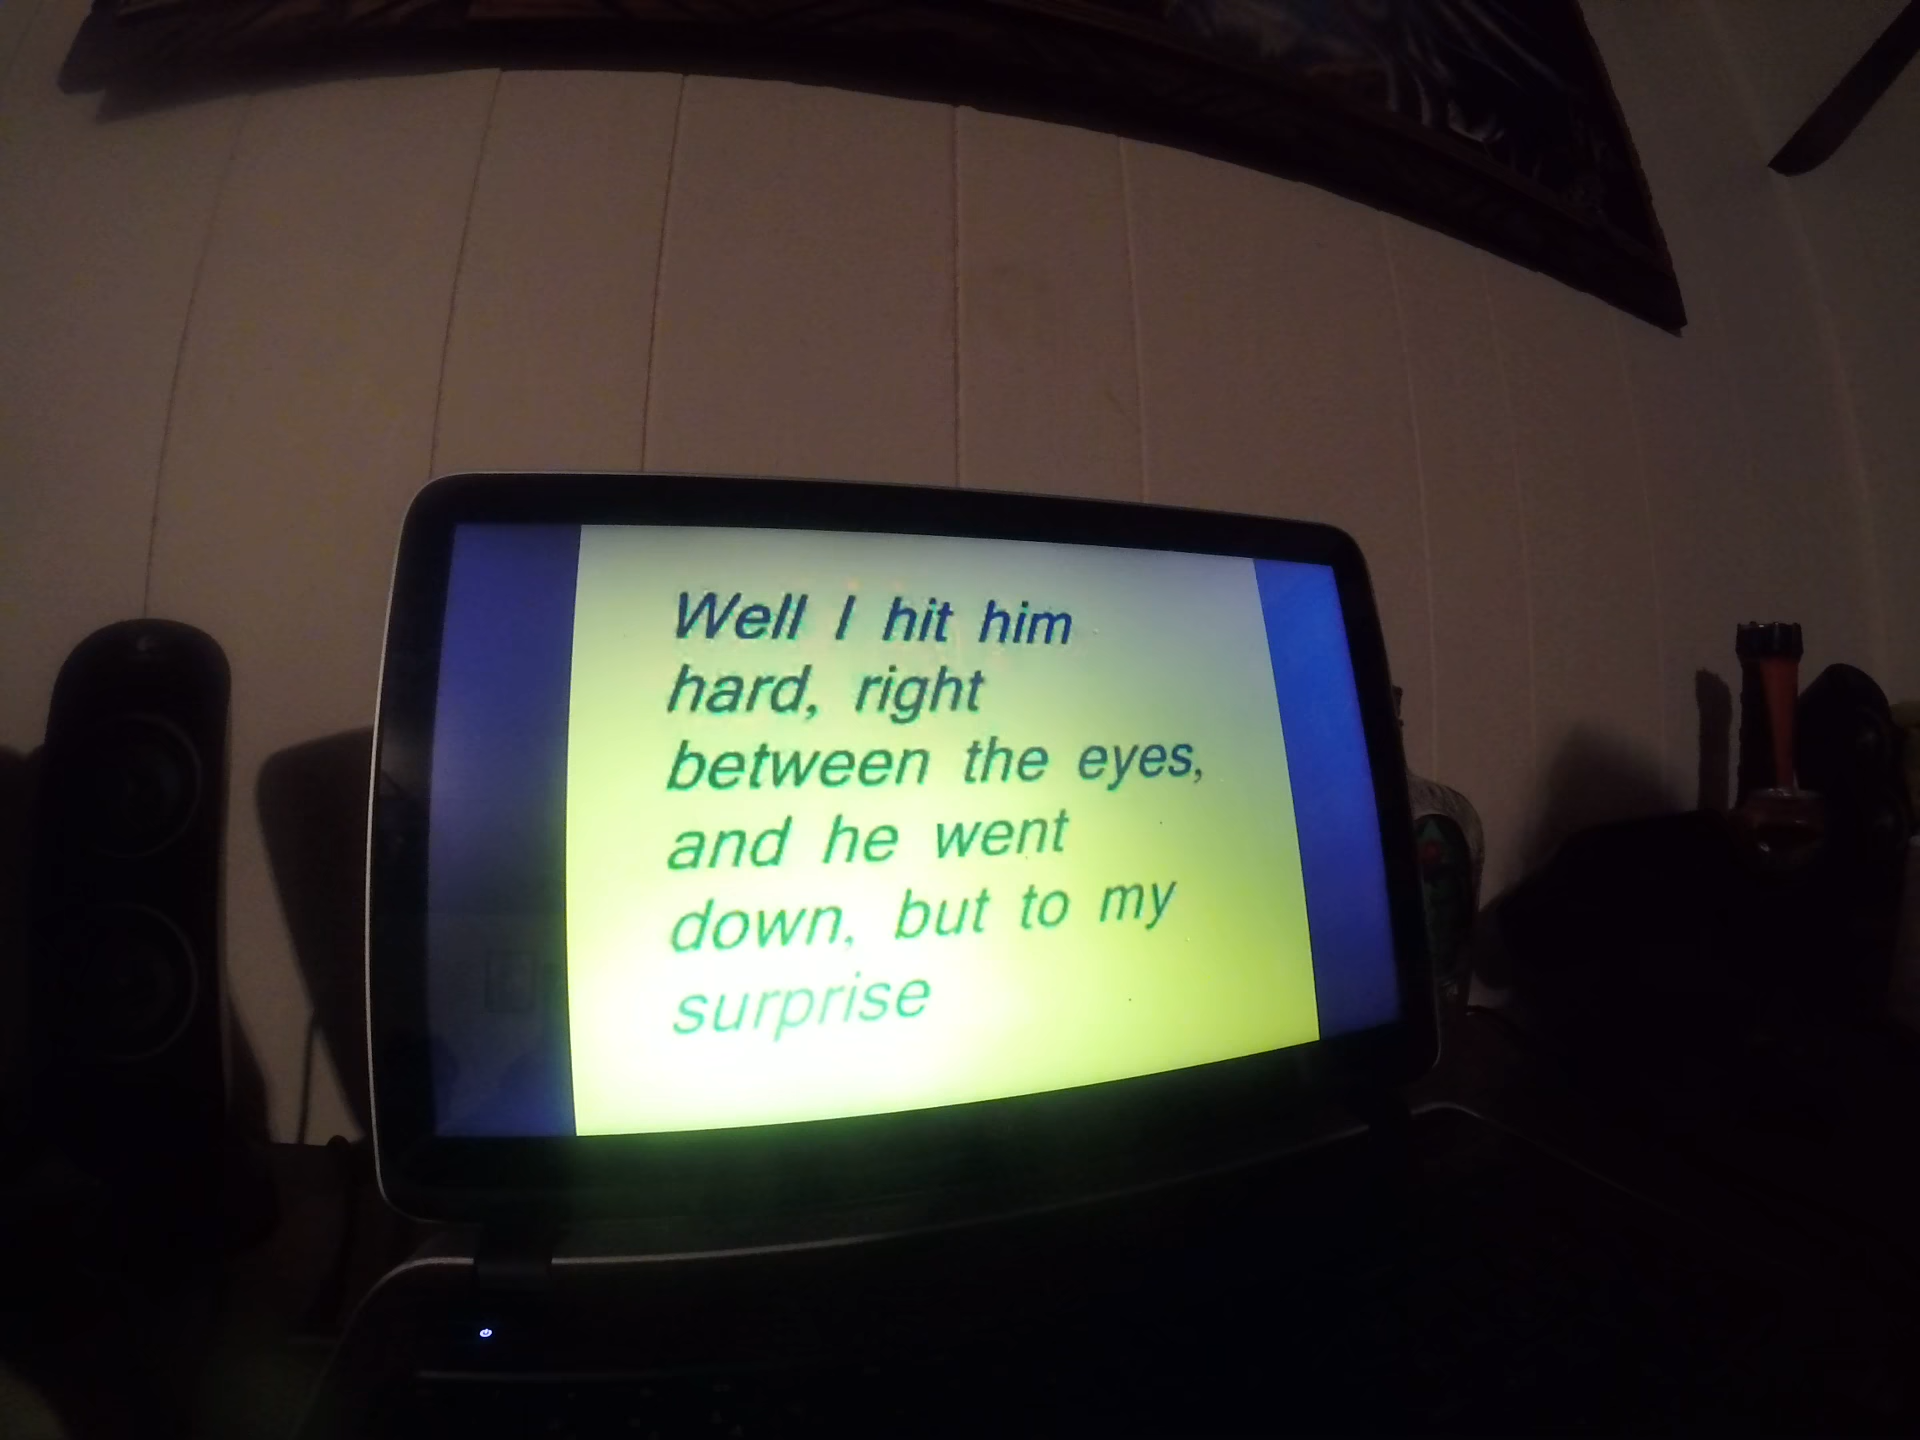 Well I hit him
hard, right
between the eyes,
and he went
down, but to my
surprise